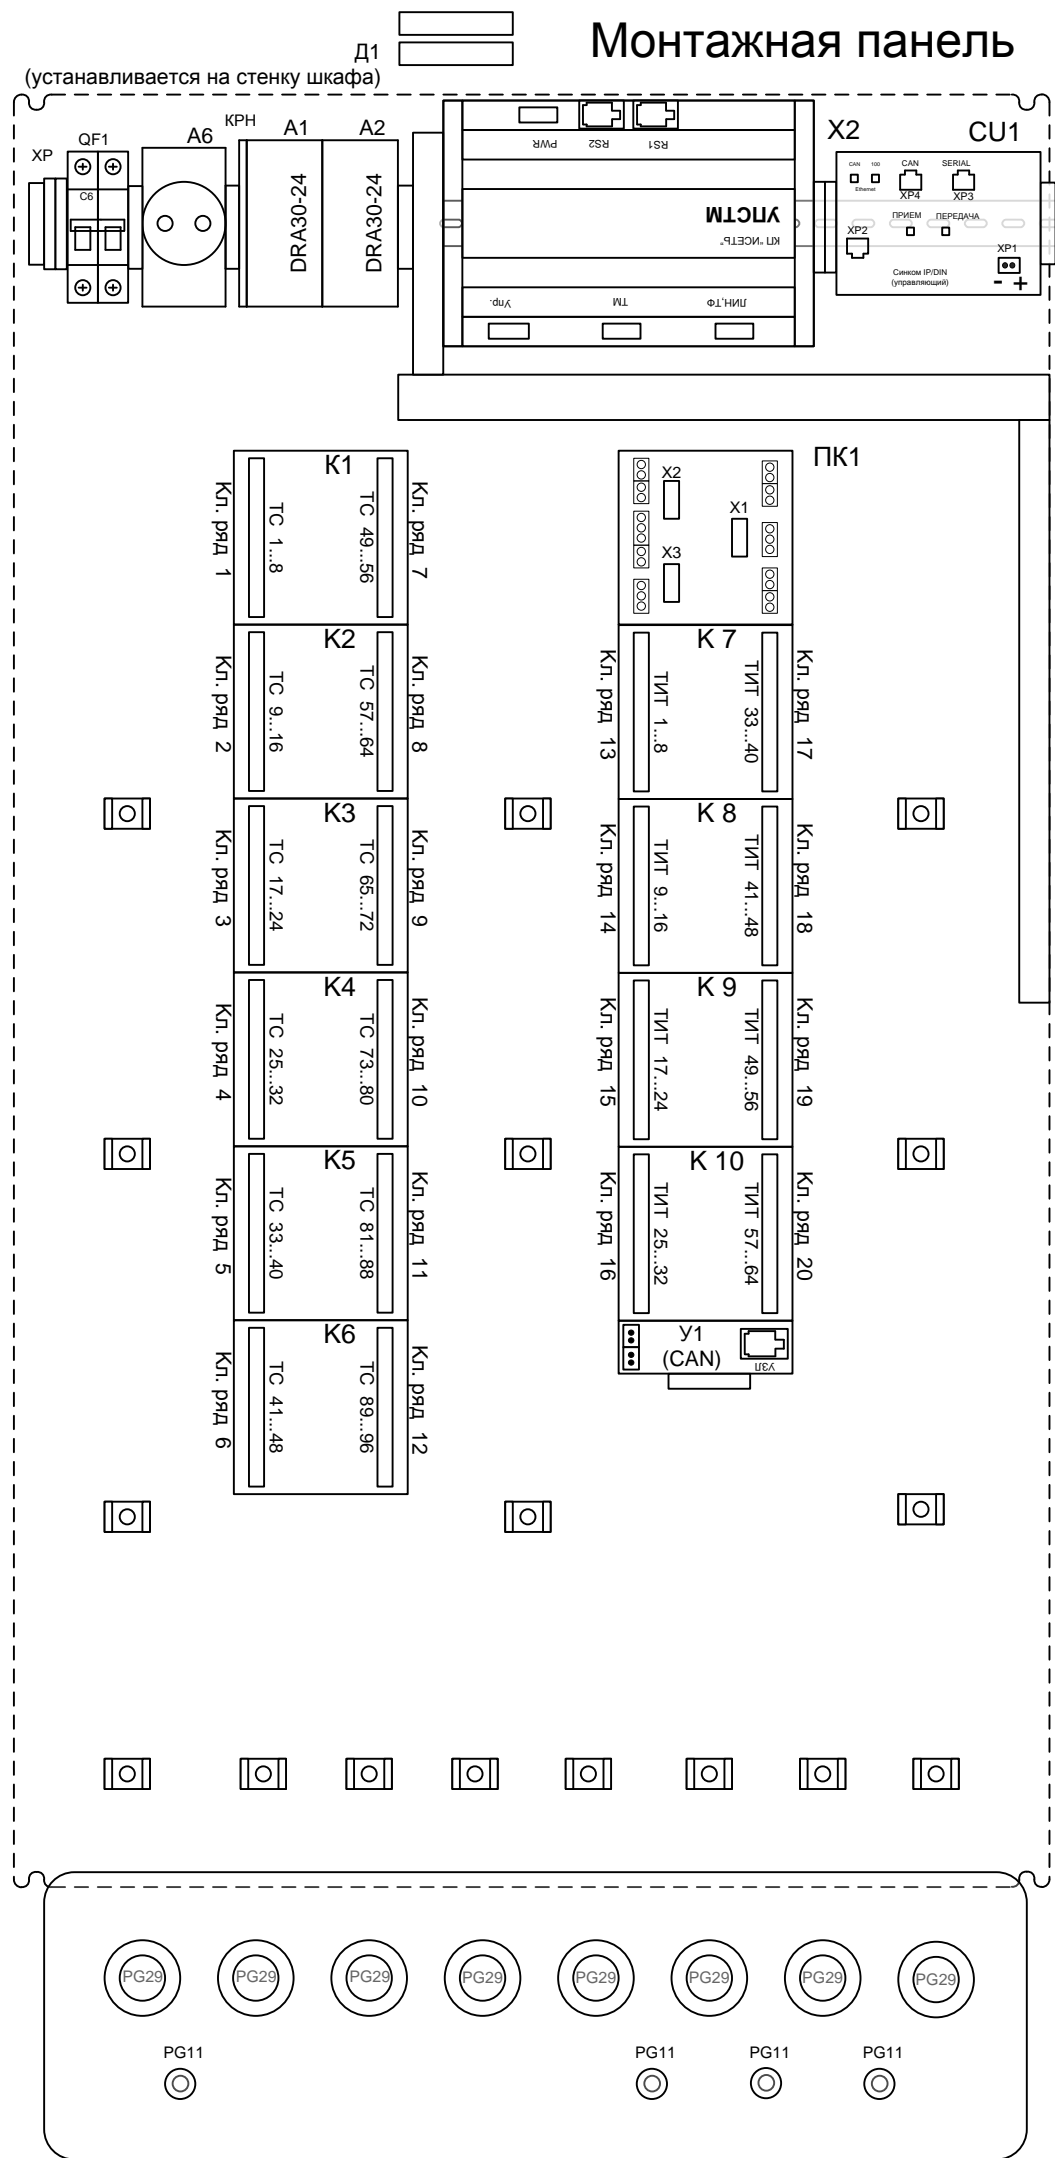 Монтажная панель
Д1
(устанавливается на стенку шкафа)
XP
QF1
C6
A6
КРН
A1
A2
DRA30-24
DRA30-24
PWR
RS2
RS1
УПСТМ
КП "ИСЕТЬ"
Упр.
ТМ
ЛИН,ТФ
X2
CU1
CAN
100
Ethernet
CAN
XP4
SERIAL
XP3
ПРИЕМ
ПЕРЕДАЧА
XP2
XP1
Синком IP/DIN
(управляющий)
- +
К1
Кл. ряд 1
ТС 1...8
ТС 49...56
Кл. ряд 7
К2
Кл. ряд 2
ТС 9...16
ТС 57...64
Кл. ряд 8
К3
Кл. ряд 3
ТС 17...24
ТС 65...72
Кл. ряд 9
К4
Кл. ряд 4
ТС 25...32
ТС 73...80
Кл. ряд 10
К5
Кл. ряд 5
ТС 33...40
ТС 81...88
Кл. ряд 11
К6
Кл. ряд 6
ТС 41...48
ТС 89...96
Кл. ряд 12
ПК1
X2
X1
X3
К 7
Кл. ряд 13
ТИТ 1...8
ТИТ 33...40
Кл. ряд 17
К 8
Кл. ряд 14
ТИТ 9...16
ТИТ 41...48
Кл. ряд 18
К 9
Кл. ряд 15
ТИТ 17...24
ТИТ 49...56
Кл. ряд 19
К 10
Кл. ряд 16
ТИТ 25...32
ТИТ 57...64
Кл. ряд 20
У1
(CAN)
УЗЛ
PG29
PG29
PG29
PG29
PG29
PG29
PG29
PG29
PG11
PG11
PG11
PG11